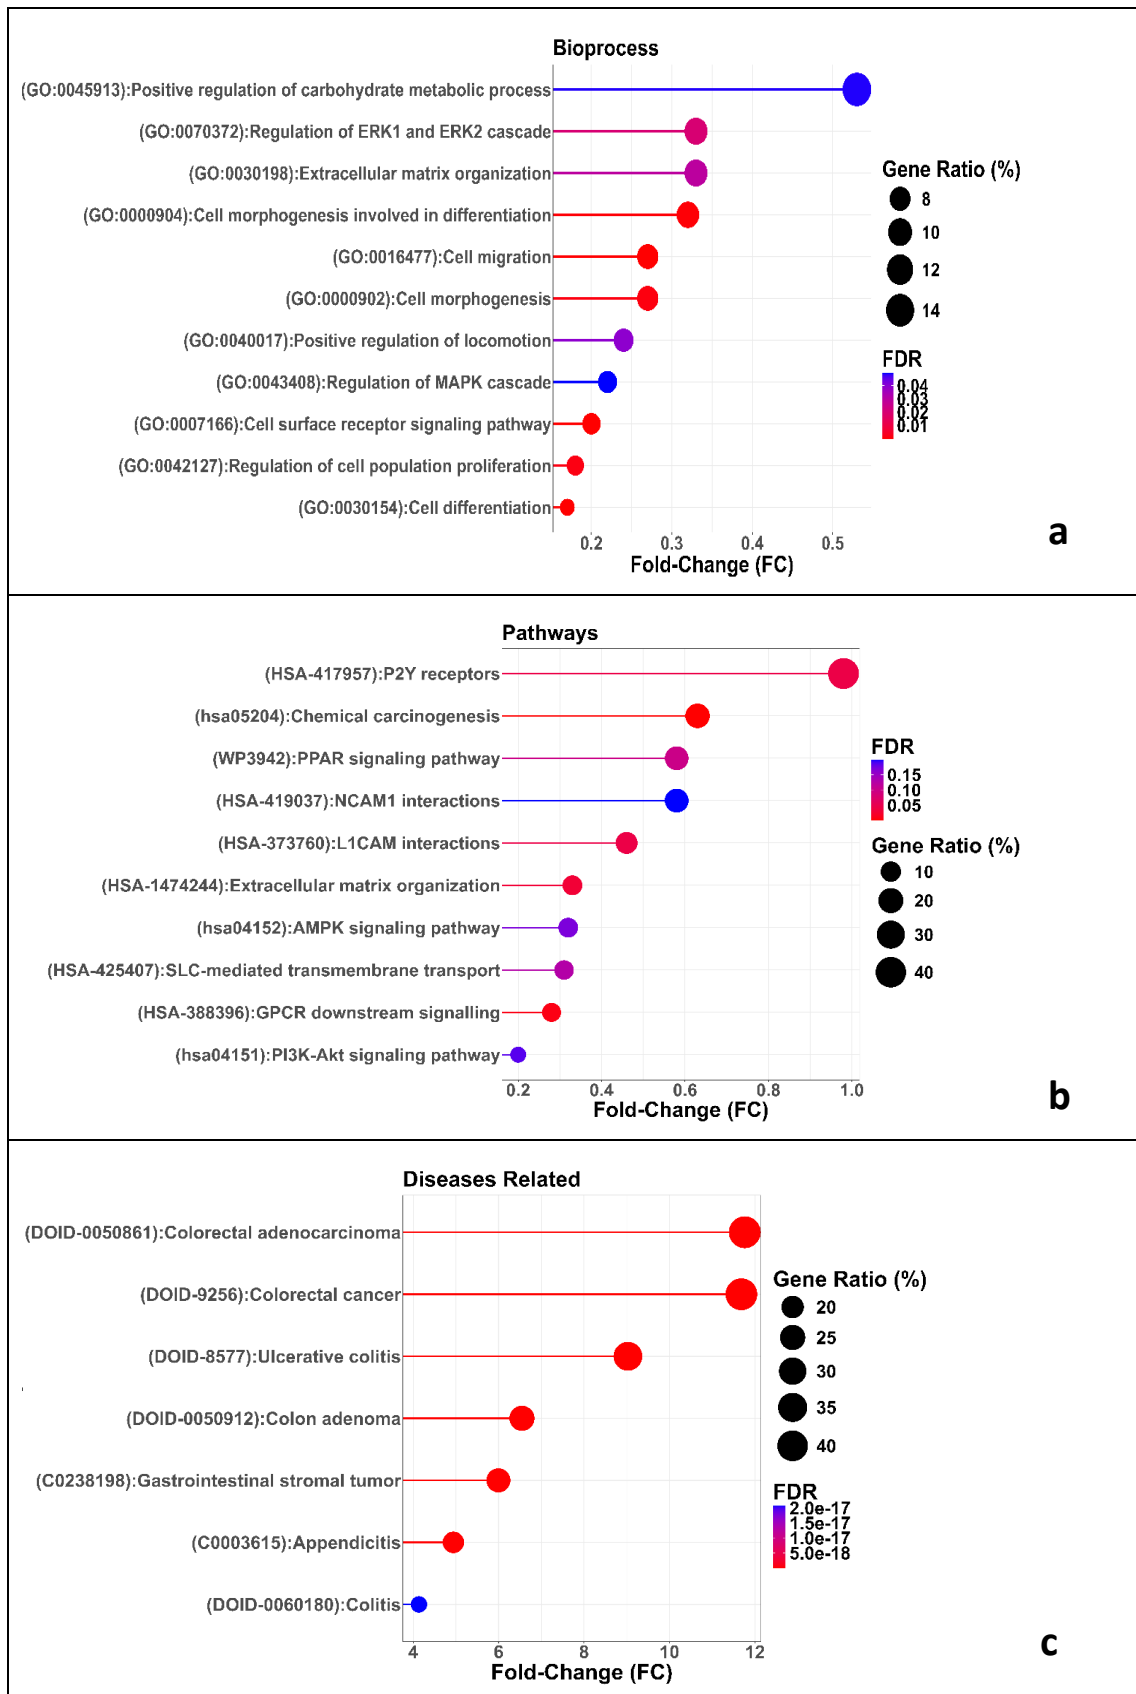 Bioprocess
(GO:0045913):Positive regulation of carbohydrate metabolic process
(GO:0070372):Regulation of ERK1 and ERK2 cascade
(GO:0030198):Extracellular matrix organization
(GO:0000904):Cell morphogenesis involved in differentiation
(GO:0016477):Cell migration
(GO:0000902):Cell morphogenesis
(GO:0040017):Positive regulation of locomotion
(GO:0043408):Regulation of MAPK cascade
(GO:0007166):Cell surface receptor signaling pathway
(GO:0042127):Regulation of cell population proliferation
(GO:0030154):Cell differentiation
0.2 0.3 0.4 0.5
Fold-Change (FC)
Gene Ratio (%)
8
10
12
14
FDR
0.04
0.03
0.02
0.01
a
Pathways
(HSA-417957):P2Y receptors
(hsa05204):Chemical carcinogenesis
(WP3942):PPAR signaling pathway
(HSA-419037):NCAM1 interactions
(HSA-373760):L1CAM interactions
(HSA-1474244):Extracellular matrix organization
(hsa04152):AMPK signaling pathway
(HSA-425407):SLC-mediated transmembrane transport
(HSA-388396):GPCR downstream signalling
(hsa04151):PI3K-Akt signaling pathway
0.2 0.4 0.6 0.8 1.0
Fold-Change (FC)
FDR
0.15
0.10
0.05
Gene Ratio (%)
10
20
30
40
b
Diseases Related
(DOID-0050861):Colorectal adenocarcinoma
(DOID-9256):Colorectal cancer
(DOID-8577):Ulcerative colitis
(DOID-0050912):Colon adenoma
(C0238198):Gastrointestinal stromal tumor
(C0003615):Appendicitis
(DOID-0060180):Colitis
4 6 8 10 12
Fold-Change (FC)
Gene Ratio (%)
20
25
30
35
40
FDR
2.0e-17
1.5e-17
1.0e-17
5.0e-18
c